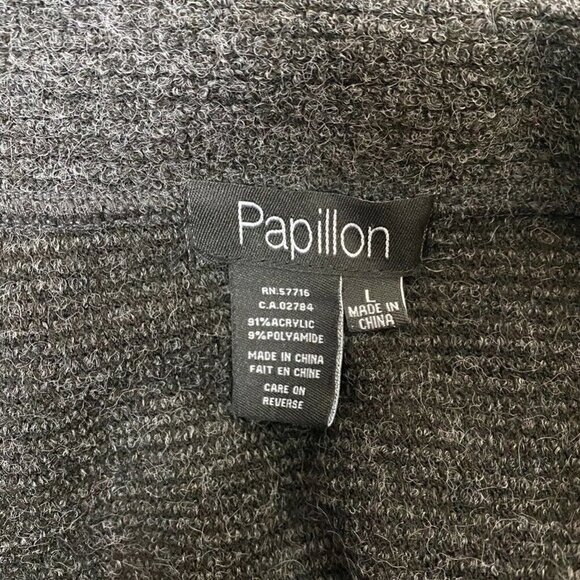 Papillon
RN:57716
C.A.02784
91%ACRYLIC
9%POLYAMIDE
MADE IN CHINA
FAIT EN CHINE
CARE ON
REVERSE
L
MADE IN
CHINA